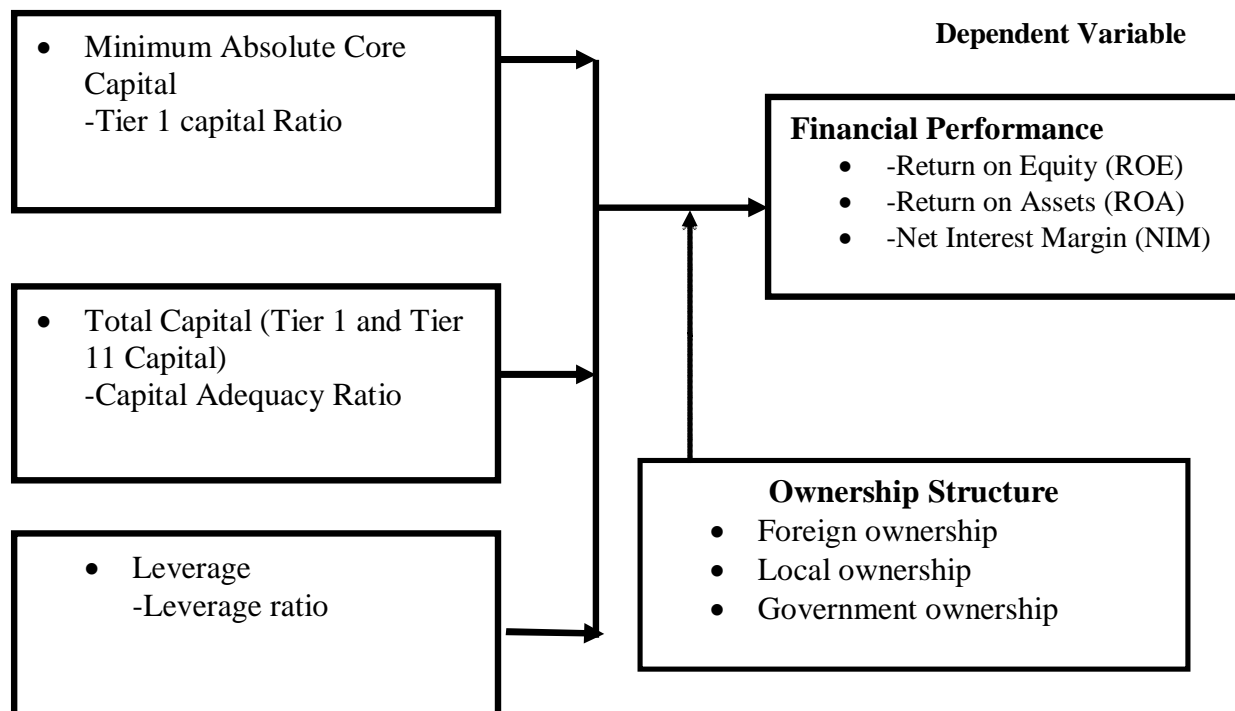 • Minimum Absolute Core
Capital
-Tier 1 capital Ratio
• Total Capital (Tier 1 and Tier
11 Capital)
-Capital Adequacy Ratio
• Leverage
-Leverage ratio
Dependent Variable
Financial Performance
• -Return on Equity (ROE)
• -Return on Assets (ROA)
• -Net Interest Margin (NIM)
Ownership Structure
• Foreign ownership
• Local ownership
• Government ownership